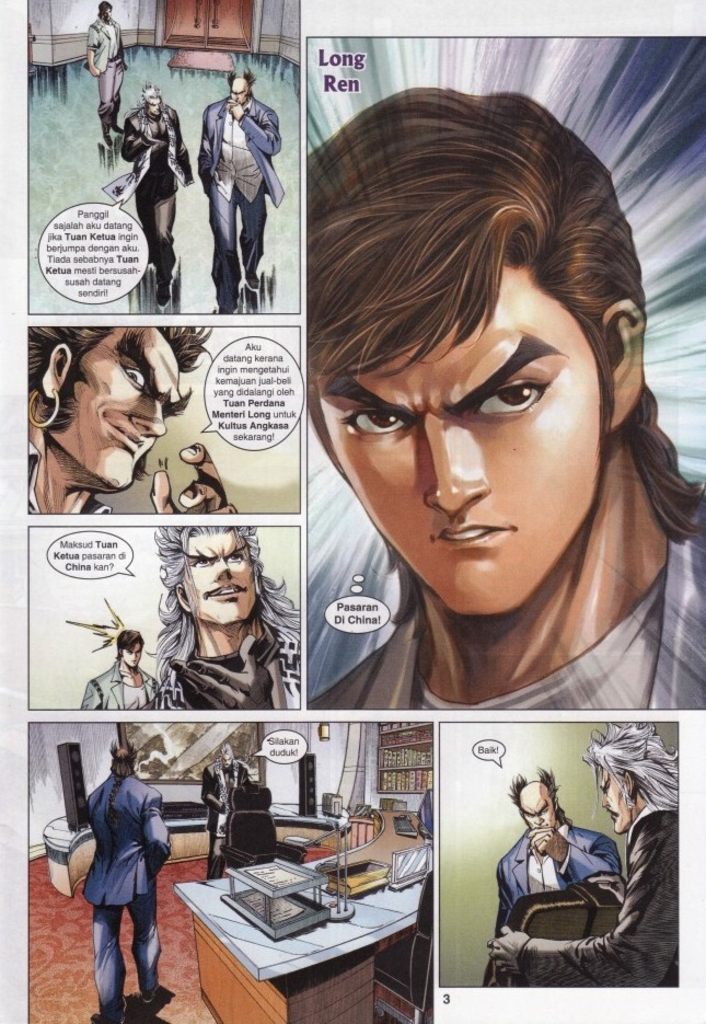 Panggil
sajalah aku datang
jika Tuan Ketua ingin
berjumpa dengan aku.
Tiada sebabnya Tuan
Ketua mesti bersusah-
susah datang
sendiri!
Long
Ren
Aku
datang kerana
ingin mengetahui
kemajuan jual-beli
yang didalangi oleh
Tuan Perdana
Menteri Long untuk
Kultus Angkasa
sekarang!
Maksud Tuan
Ketua pasaran di
China kan?
Pasaran
Di China!
Silakan
duduk!
Baik!
3